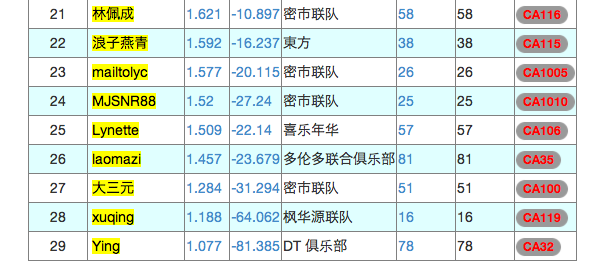 21 林佩成 1.621 -10.897 密市联队 58 58 CA116
22 浪子燕青 1.592 -16.237 東方 38 38 CA115
23 mailtolyc 1.577 -20.115 密市联队 26 26 CA1005
24 MJSNR88 1.52 -27.24 密市联队 25 25 CA1010
25 Lynette 1.509 -22.14 喜乐年华 57 57 CA106
26 laomazi 1.457 -23.679 多伦多联合俱乐部 81 81 CA35
27 大三元 1.284 -31.294 密市联队 51 51 CA100
28 xuqing 1.188 -64.062 枫华源联队 16 16 CA119
29 Ying 1.077 -81.385 DT 俱乐部 78 78 CA32